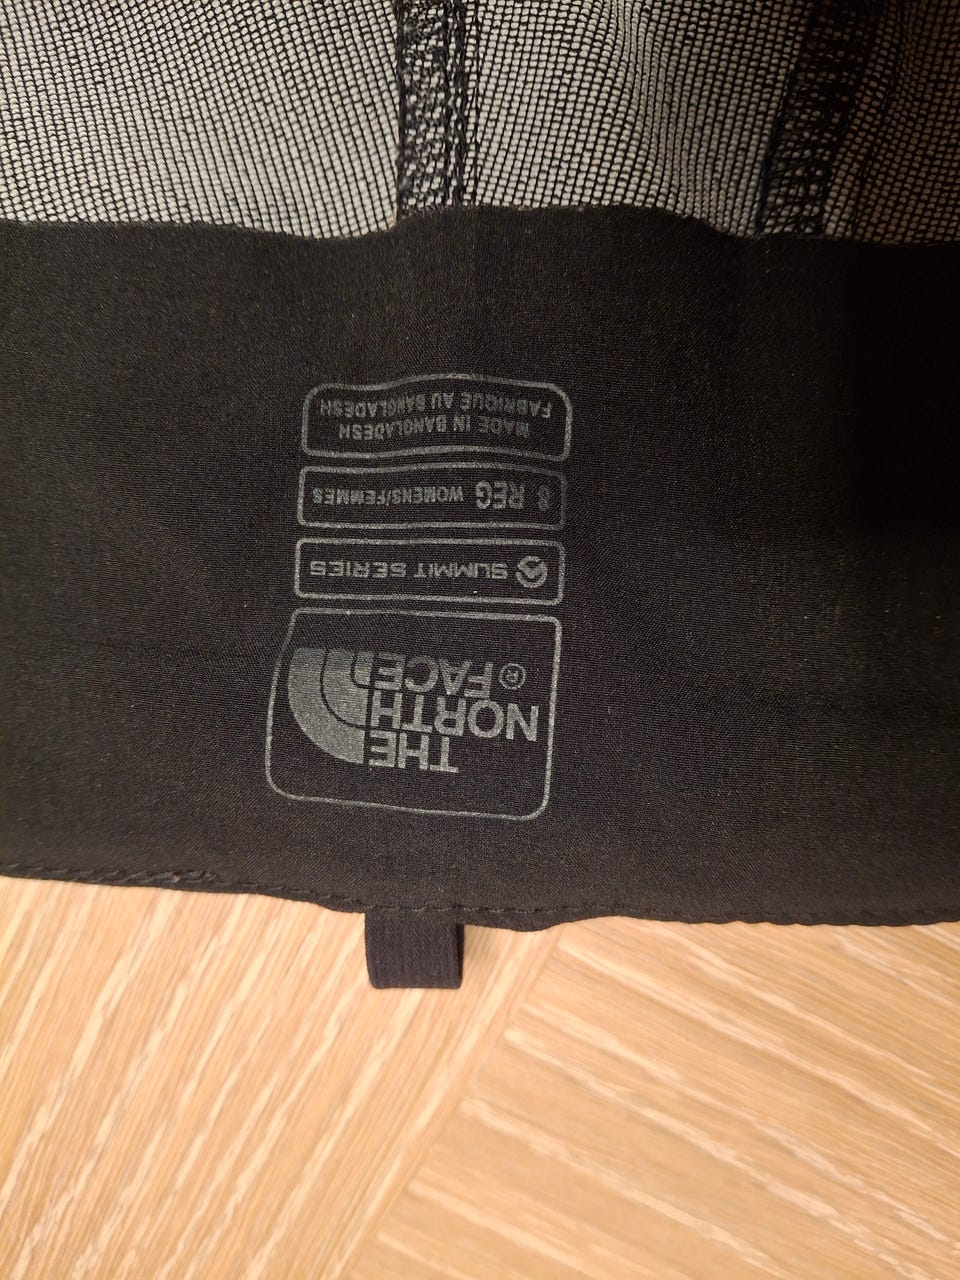 THE
NORTH
FACE®
SUMMIT SERIES
8 REG WOMENS/FEMMES
MADE IN BANGLADESH
FABRIQUE AU BANGLADESH